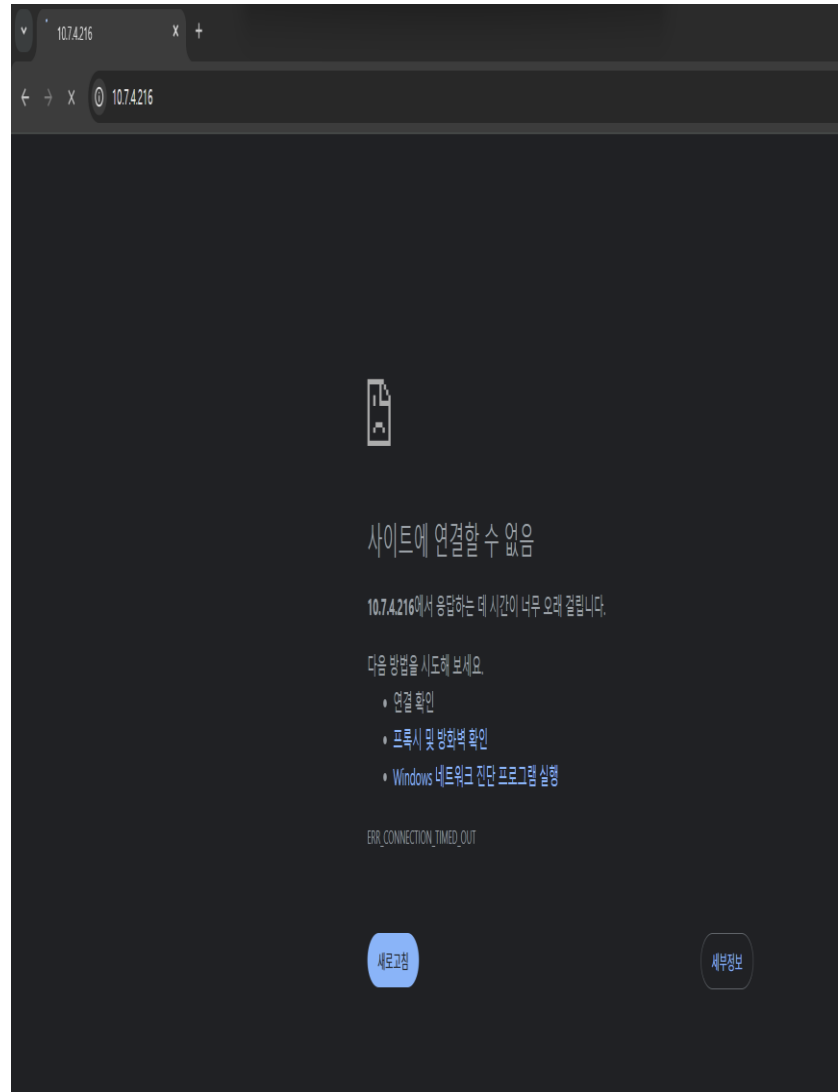 10.7.4.216
10.7.4.216
사이트에 연결할 수 없음
10.7.4.216에서 응답하는 데 시간이 너무 오래 걸립니다.
다음 방법을 시도해 보세요.
• 연결 확인
• 프록시 및 방화벽 확인
• Windows 네트워크 진단 프로그램 실행
ERR_CONNECTION_TIMED_OUT
새로고침 세부정보